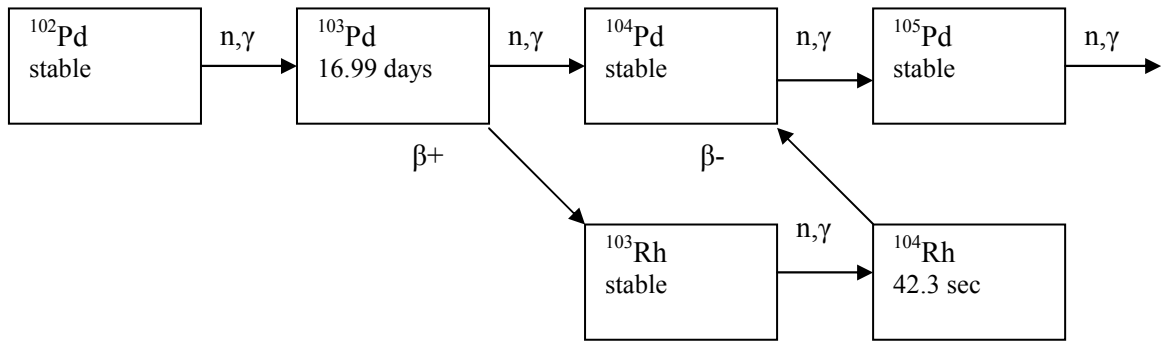 ¹⁰²Pd
stable
n,γ
¹⁰³Pd
16.99 days
n,γ
¹⁰⁴Pd
stable
n,γ
¹⁰⁵Pd
stable
n,γ
β+
β-
¹⁰³Rh
stable
n,γ
¹⁰⁴Rh
42.3 sec